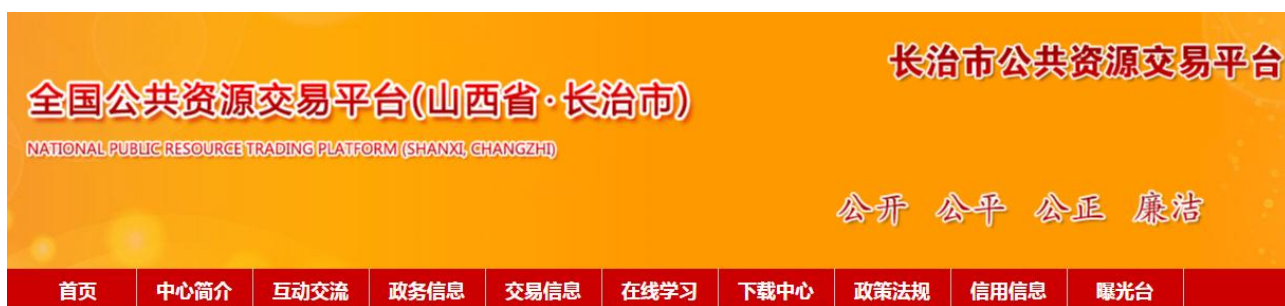 长治市公共资源交易平台
全国公共资源交易平台(山西省·长治市)
NATIONAL PUBLIC RESOURCE TRADING PLATFORM (SHANXI, CHANGZHI)
公开 公平 公正 廉洁
首页 中心简介 互动交流 政务信息 交易信息 在线学习 下载中心 政策法规 信用信息 曝光台